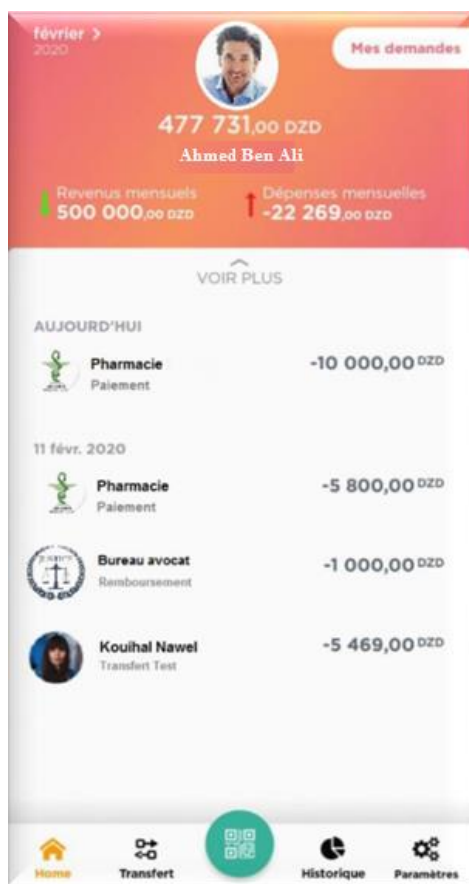 février >
2020
Mes demandes
477 731,00 DZD
Ahmed Ben Ali
Revenus mensuels
500 000,00 DZD
Dépenses mensuelles
-22 269,00 DZD
VOIR PLUS
AUJOURD'HUI
Pharmacie
-10 000,00 DZD
Paiement
11 févr. 2020
Pharmacie
-5 800,00 DZD
Paiement
Bureau avocat
-1 000,00 DZD
Remboursement
Kouihal Nawel
-5 469,00 DZD
Transfert Test
Home
Transfert
Historique
Paramètres